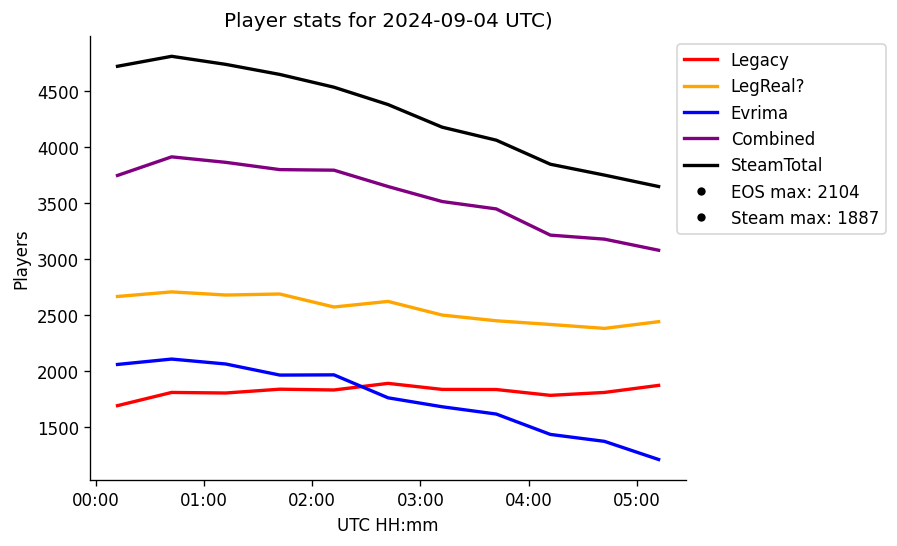 Player stats for 2024-09-04 UTC)
Legacy
LegReal?
Evrima
Combined
SteamTotal
EOS max: 2104
Steam max: 1887
Players
4500
4000
3500
3000
2500
2000
1500
00:00 01:00 02:00 03:00 04:00 05:00
UTC HH:mm